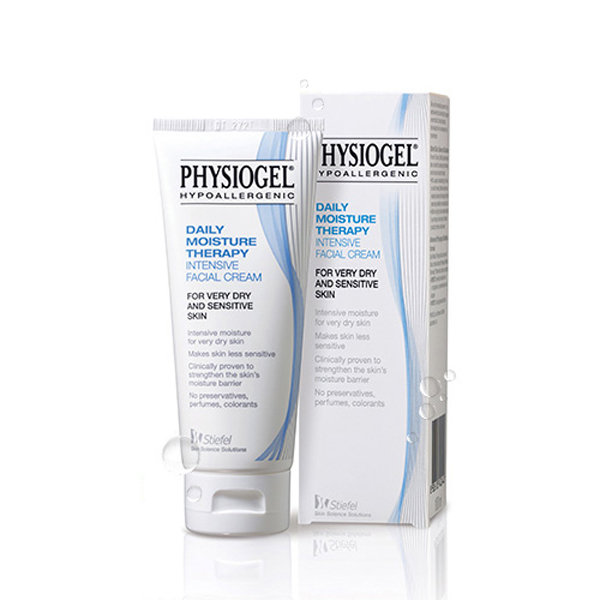 PHYSIOGEL®
HYPOALLERGENIC
DAILY
MOISTURE
THERAPY
INTENSIVE
FACIAL CREAM
FOR VERY DRY
AND SENSITIVE
SKIN
Intensive moisture
for very dry skin
Makes skin less sensitive
Clinically proven to
strengthen the skin's
moisture barrier
No preservatives,
perfumes, colorants
Stiefel
Skin Science Solutions
PHYSIOGEL®
HYPOALLERGENIC
DAILY
MOISTURE
THERAPY
INTENSIVE
FACIAL CREAM
FOR VERY DRY
AND SENSITIVE
SKIN
Intensive moisture
for very dry skin
Makes skin less
sensitive
Clinically proven to
strengthen the skin's
moisture barrier
No preservatives,
perfumes, colorants
Stiefel
Skin Science Solutions